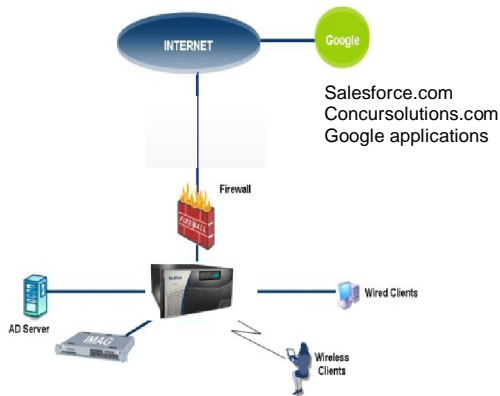 INTERNET
Google
Salesforce.com
Concursolutions.com
Google applications
Firewall
FIREWALL
Wired Clients
AD Server
IMAG
Wireless
Clients